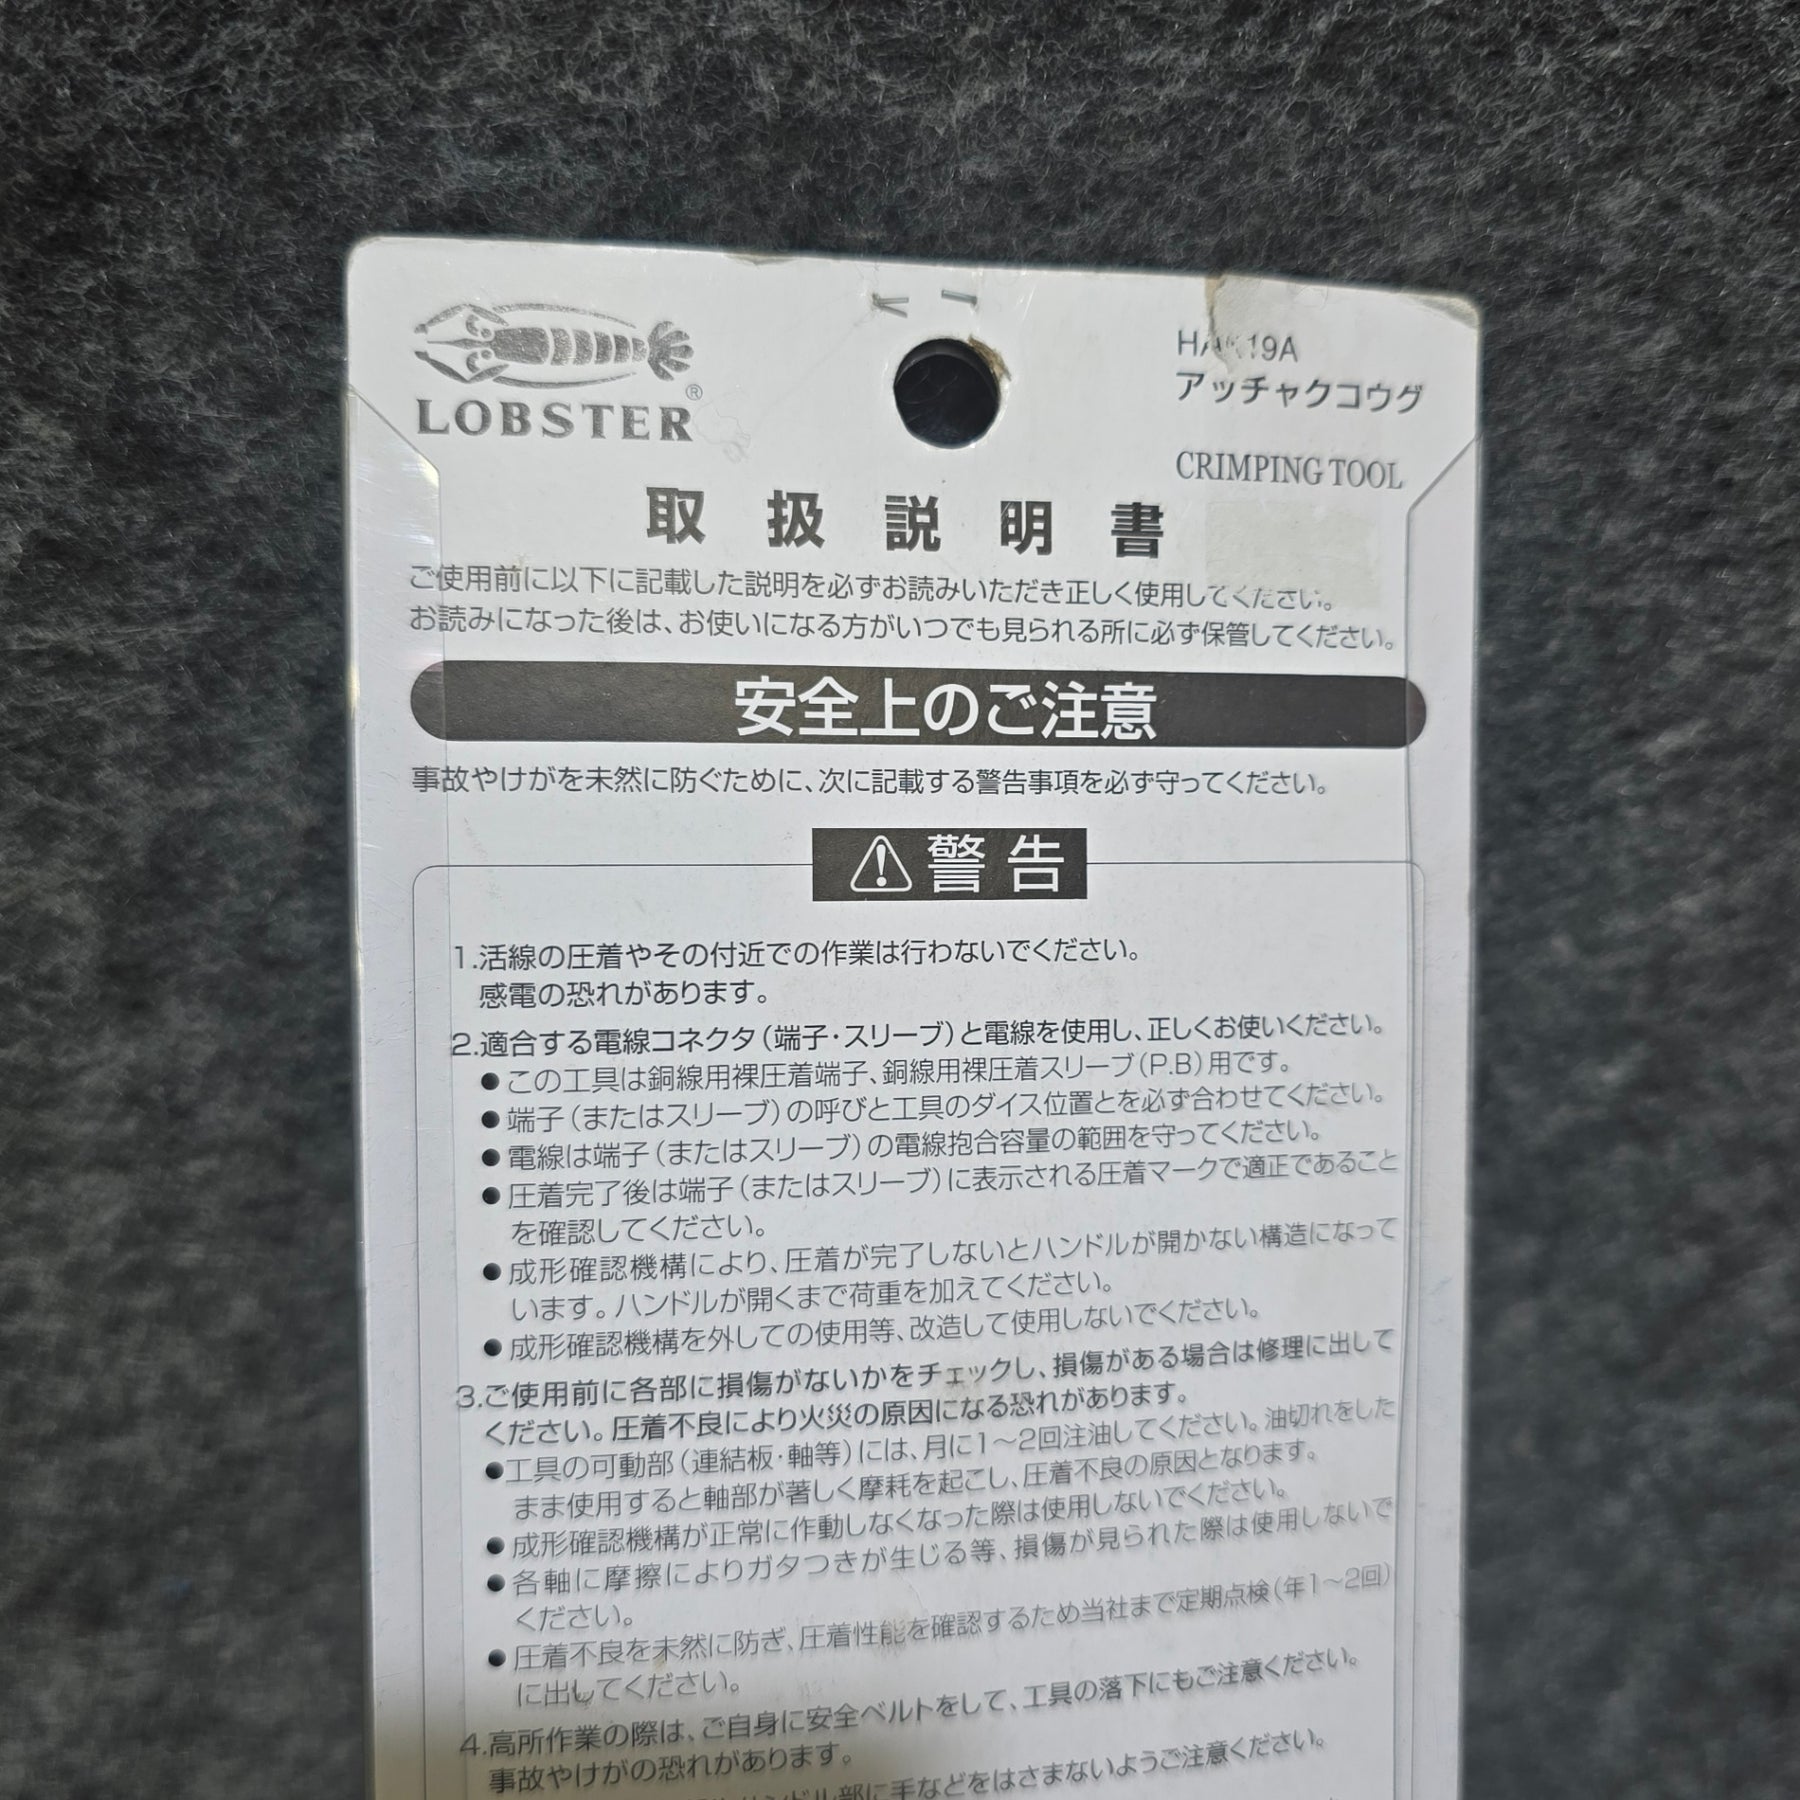 LOBSTER®
19A
アッチャクコウグ
CRIMPING TOOL
取扱説明書
ご使用前に以下に記載した説明を必ずお読みいただき正しく使用してください。
お読みになった後は、お使いになる方がいつでも見られる所に必ず保管してください。
安全上のご注意
事故やけがを未然に防ぐために、次に記載する警告事項を必ず守ってください。
警告
1.活線の圧着やその付近での作業は行わないでください。
感電の恐れがあります。
2.適合する電線コネクタ(端子・スリーブ)と電線を使用し、正しくお使いください。
●この工具は銅線用裸圧着端子、銅線用裸圧着スリーブ(P.B)用です。
●端子(またはスリーブ)の呼びと工具のダイス位置とを必ず合わせてください。
●電線は端子(またはスリーブ)の電線抱合容量の範囲を守ってください。
●圧着完了後は端子(またはスリーブ)に表示される圧着マークで適正であること
を確認してください。
●成形確認機構により、圧着が完了しないとハンドルが開かない構造になって
います。ハンドルが開くまで荷重を加えてください。
●成形確認機構を外しての使用等、改造して使用しないでください。
3.ご使用前に各部に損傷がないかをチェックし、損傷がある場合は修理に出して
ください。圧着不良により火災の原因になる恐れがあります。
●工具の可動部(連結板・軸等)には、月に1〜2回注油してください。油切れをした
まま使用すると軸部が著しく摩耗を起こし、圧着不良の原因となります。
●成形確認機構が正常に作動しなくなった際は使用しないでください。
●各軸に摩擦によりガタつきが生じる等、損傷が見られた際は使用しないで
ください。
●圧着不良を未然に防ぎ、圧着性能を確認するため当社まで定期点検(年1〜2回)
に出してください。
4.高所作業の際は、ご自身に安全ベルトをして、工具の落下にもご注意ください。
事故やけがの恐れがあります。
ハンドル部に手などをはさまないようご注意ください。